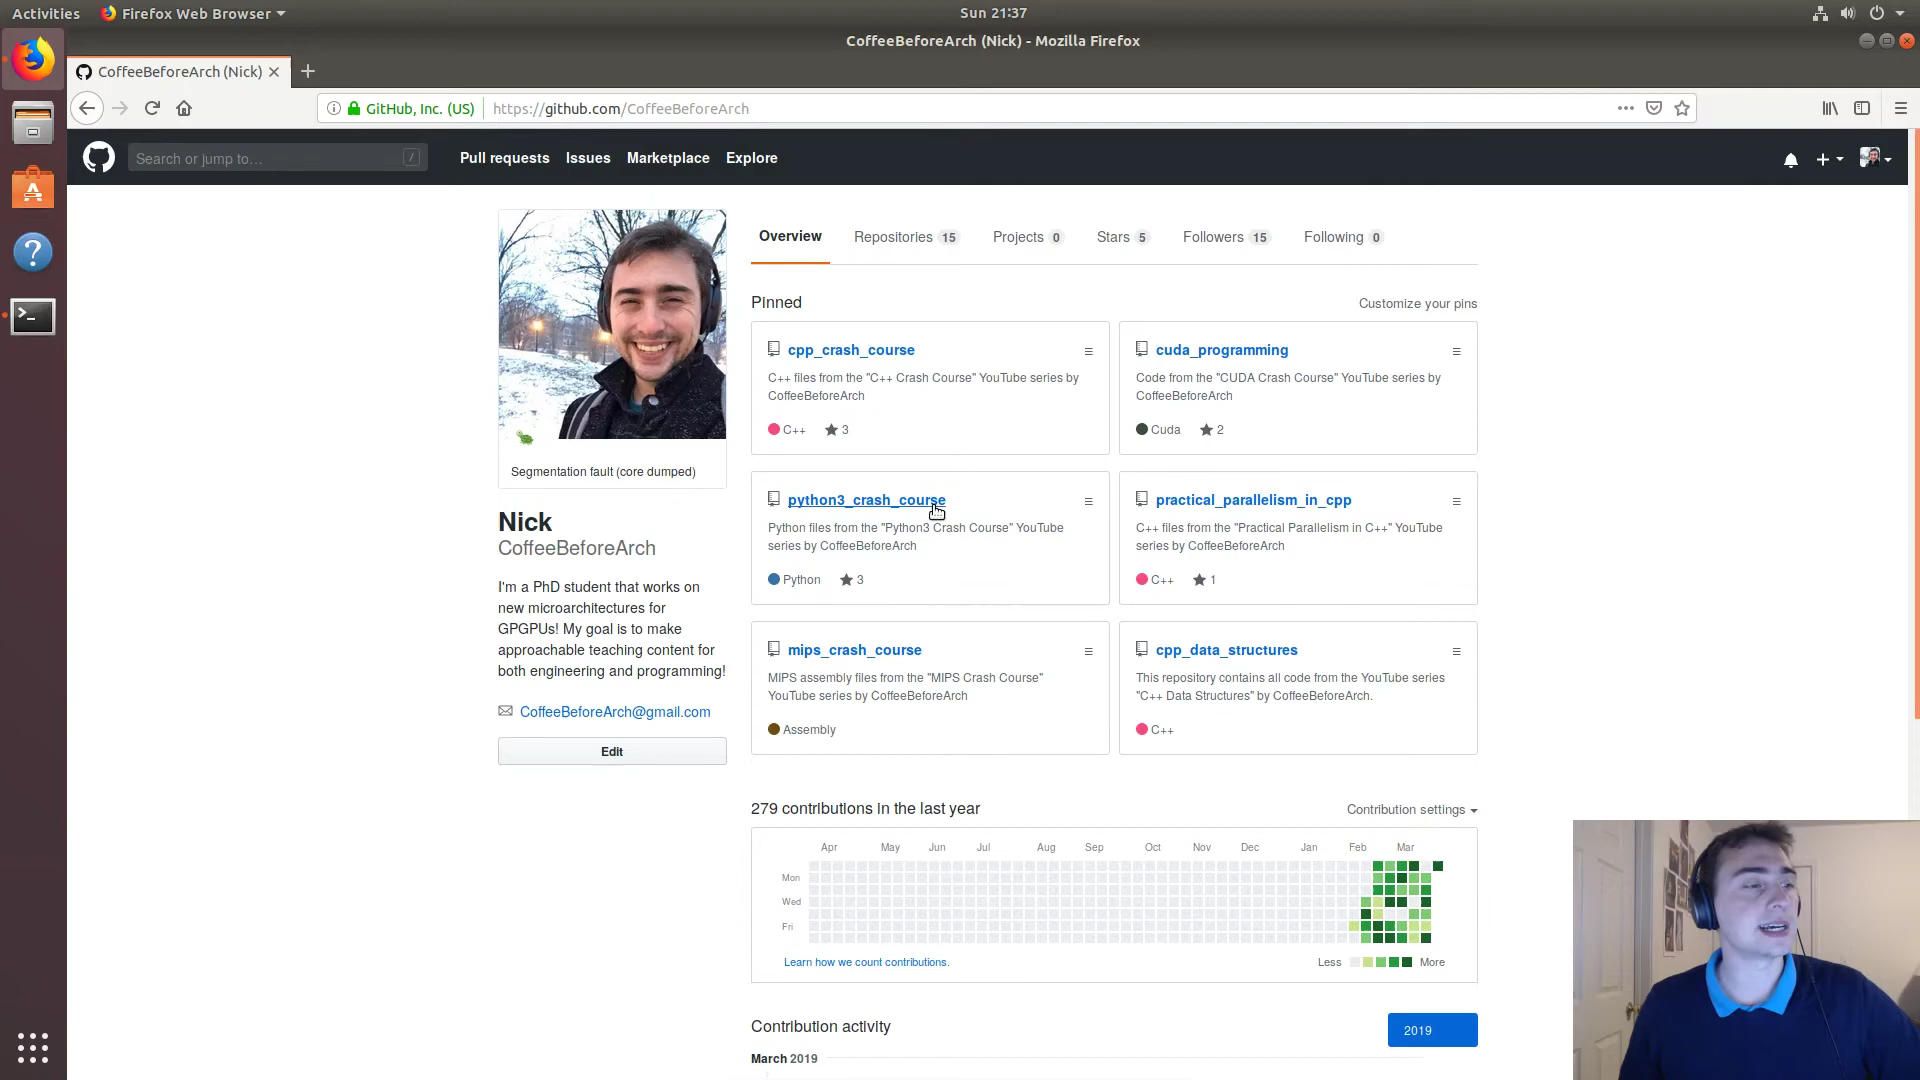 Activities
Firefox Web Browser
Sun 21:37
CoffeeBeforeArch (Nick) - Mozilla Firefox
CoffeeBeforeArch (Nick)
GitHub, Inc. (US)
https://github.com/CoffeeBeforeArch
Search or jump to…
/
Pull requests
Issues
Marketplace
Explore
Overview
Repositories 15
Projects 0
Stars 5
Followers 15
Following 0
Segmentation fault (core dumped)
Nick
CoffeeBeforeArch
I'm a PhD student that works on
new microarchitectures for
GPGPUs! My goal is to make
approachable teaching content for
both engineering and programming!
CoffeeBeforeArch@gmail.com
Edit
Pinned
Customize your pins
cpp_crash_course
C++ files from the "C++ Crash Course" YouTube series by
CoffeeBeforeArch
C++ 3
cuda_programming
Code from the "CUDA Crash Course" YouTube series by
CoffeeBeforeArch
Cuda 2
python3_crash_course
Python files from the "Python3 Crash Course" YouTube
series by CoffeeBeforeArch
Python 3
practical_parallelism_in_cpp
C++ files from the "Practical Parallelism in C++" YouTube
series by CoffeeBeforeArch
C++ 1
mips_crash_course
MIPS assembly files from the "MIPS Crash Course"
YouTube series by CoffeeBeforeArch
Assembly
cpp_data_structures
This repository contains all code from the YouTube series
"C++ Data Structures" by CoffeeBeforeArch.
C++
279 contributions in the last year
Contribution settings
Apr May Jun Jul Aug Sep Oct Nov Dec Jan Feb Mar
Mon
Wed
Fri
Learn how we count contributions.
Less
More
Contribution activity
2019
March 2019